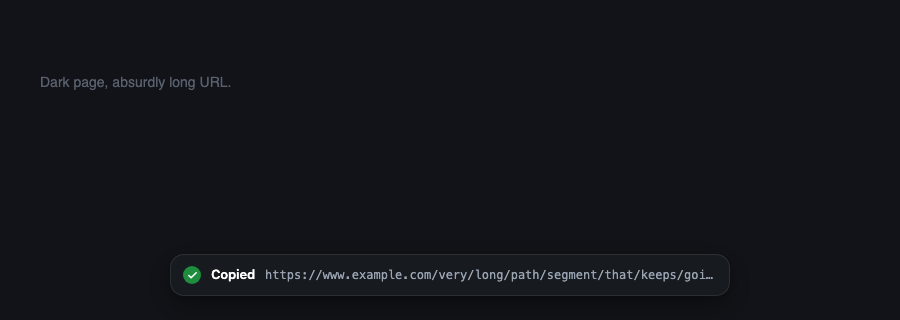 Dark page, absurdly long URL.
Copied https://www.example.com/very/long/path/segment/that/keeps/goi…